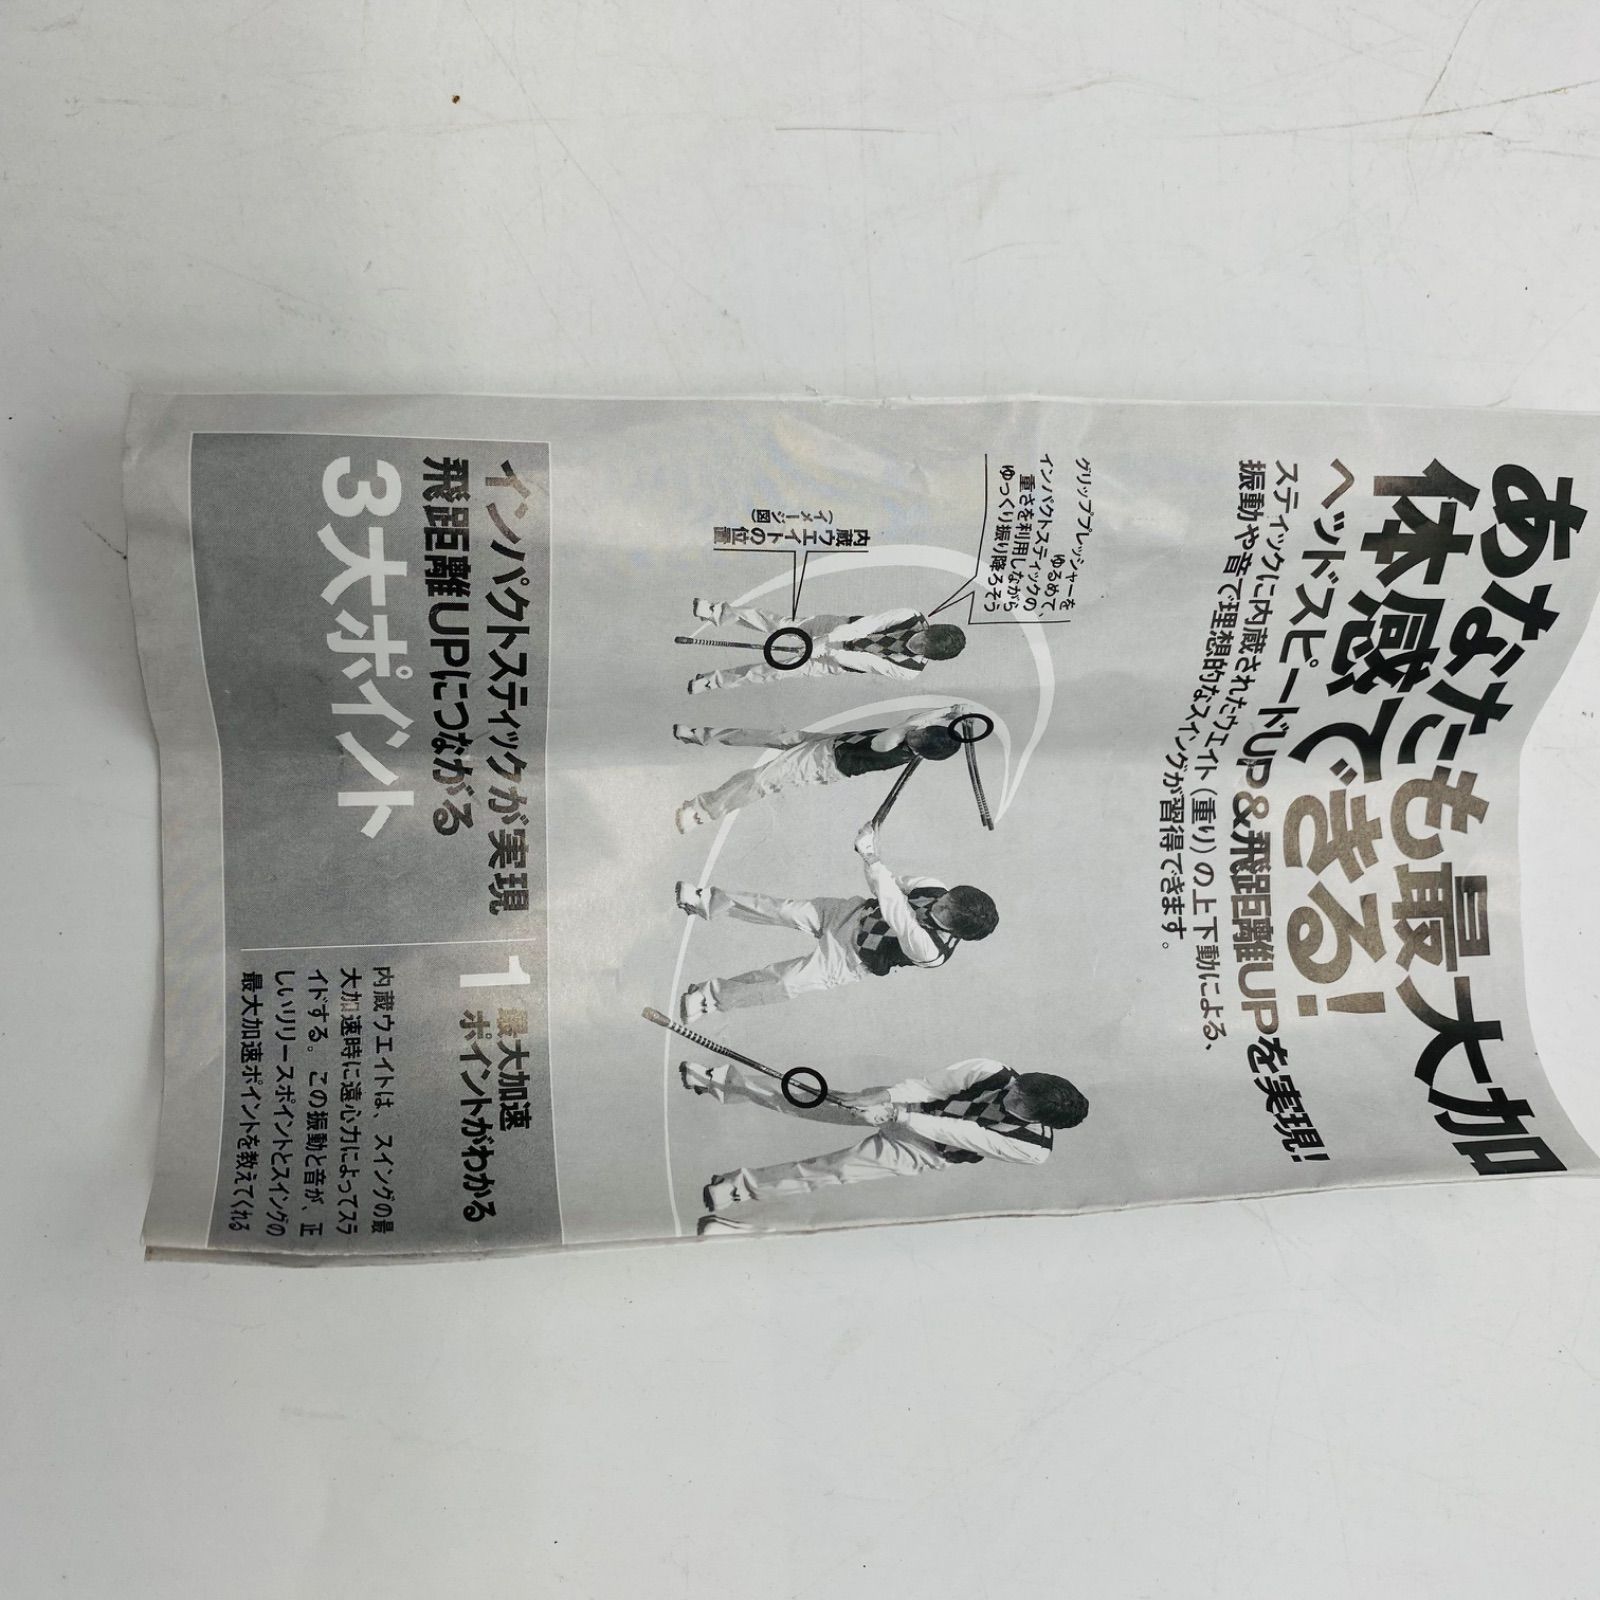 あなたも最大加
体感できる!
ヘッドスピードUP&飛距離UPを実現!
スティックに内蔵されたウエイト(重り)の上下動による、
振動や音で理想的なスイングが習得できます。
グリッププレッシャーを
ゆるめて、
インパクトスティックの
重さを利用しながら
ゆっくり振り降ろそう
内蔵ウエイトの位置
(イメージ図)
インパクトスティックが実現
飛距離UPにつながる
3大ポイント
1 最大加速
ポイントがわかる
内蔵ウエイトは、スイングの最
大加速時に遠心力によってスラ
イドする。この振動と音が、正
しいリリースポイントとスイングの
最大加速ポイントを教えてくれる